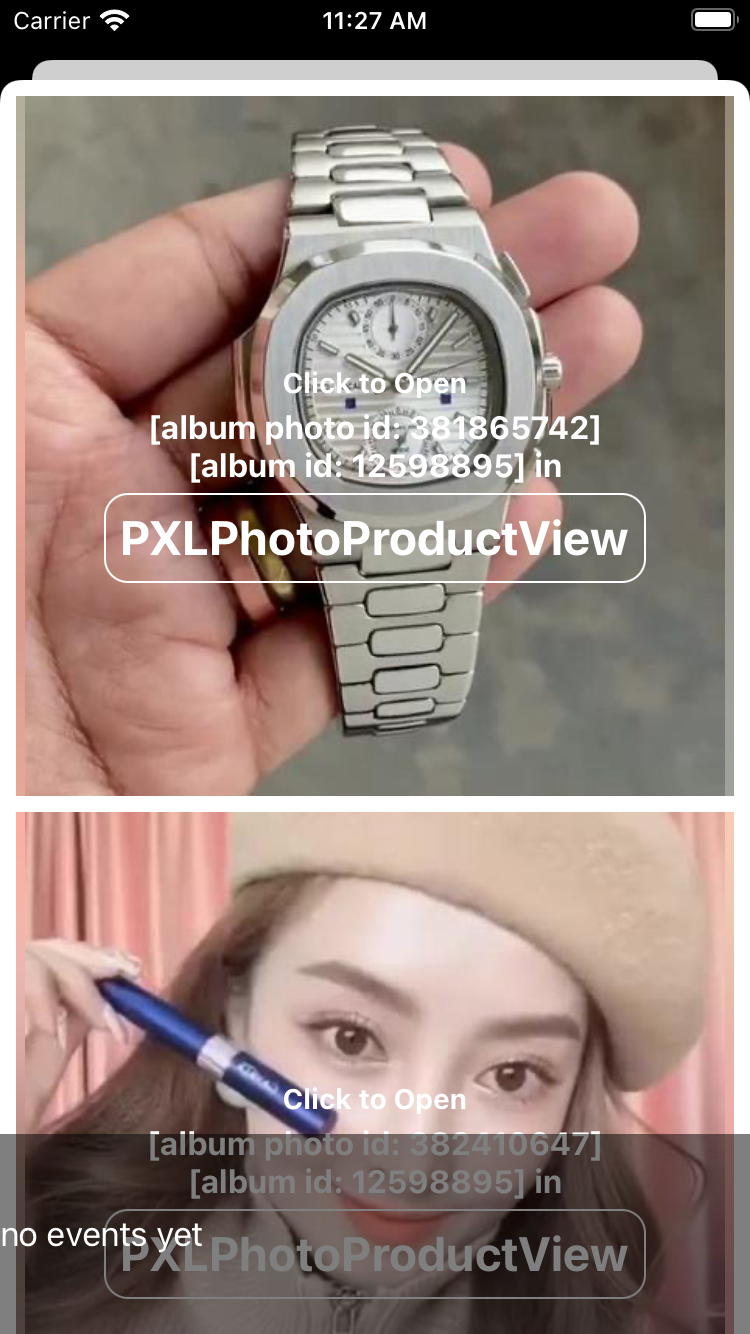 Carrier
11:27 AM
Click to Open
[album photo id: 381865742]
[album id: 12598895] in
PXLPhotoProductView
Click to Open
[album photo id: 382410647]
[album id: 12598895] in
no events yet
PXLPhotoProductView